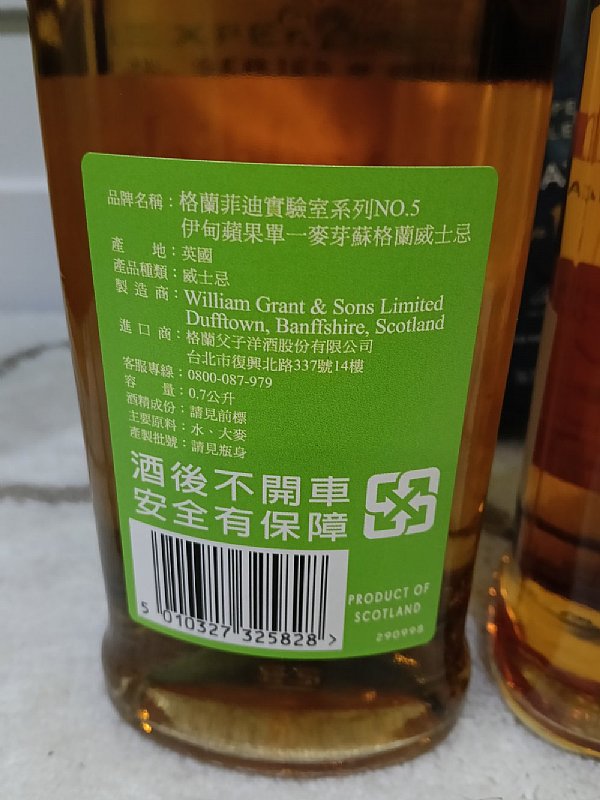 品牌名稱：格蘭菲迪實驗室系列NO.5
伊甸蘋果單一麥芽蘇格蘭威士忌
產　　地：英國
產品種類：威士忌
製 造 商：William Grant & Sons Limited
Dufftown, Banffshire, Scotland
進 口 商：格蘭父子洋酒股份有限公司
台北市復興北路337號14樓
客服專線：0800-087-979
容　　量：0.7公升
酒精成份：請見前標
主要原料：水、大麥
產製批號：請見瓶身
酒後不開車
安全有保障
5 010327 325828 >
PRODUCT OF
SCOTLAND
290998